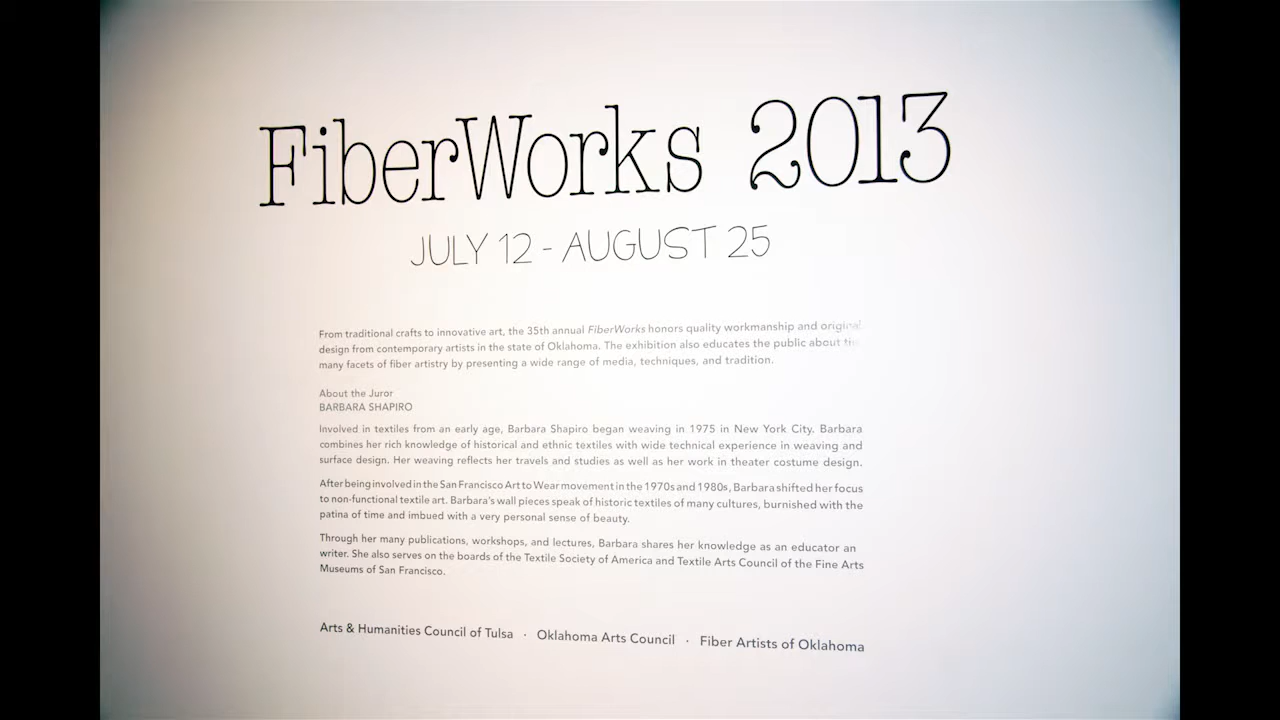 FiberWorks 2013
JULY 12 - AUGUST 25
From traditional crafts to innovative art, the 35th annual FiberWorks honors quality workmanship and original
design from contemporary artists in the state of Oklahoma. The exhibition also educates the public about
many facets of fiber artistry by presenting a wide range of media, techniques, and tradition.
About the Juror
BARBARA SHAPIRO
Involved in textiles from an early age, Barbara Shapiro began weaving in 1975 in New York City. Barbara
combines her rich knowledge of historical and ethnic textiles with wide technical experience in weaving and
surface design. Her weaving reflects her travels and studies as well as her work in theater costume design.
After being involved in the San Francisco Art to Wear movement in the 1970s and 1980s, Barbara shifted her focus
to non-functional textile art. Barbara's wall pieces speak of historic textiles of many cultures, burnished with the
patina of time and imbued with a very personal sense of beauty.
Through her many publications, workshops, and lectures, Barbara shares her knowledge as an educator an
writer. She also serves on the boards of the Textile Society of America and Textile Arts Council of the Fine Arts
Museums of San Francisco.
Arts & Humanities Council of Tulsa · Oklahoma Arts Council · Fiber Artists of Oklahoma